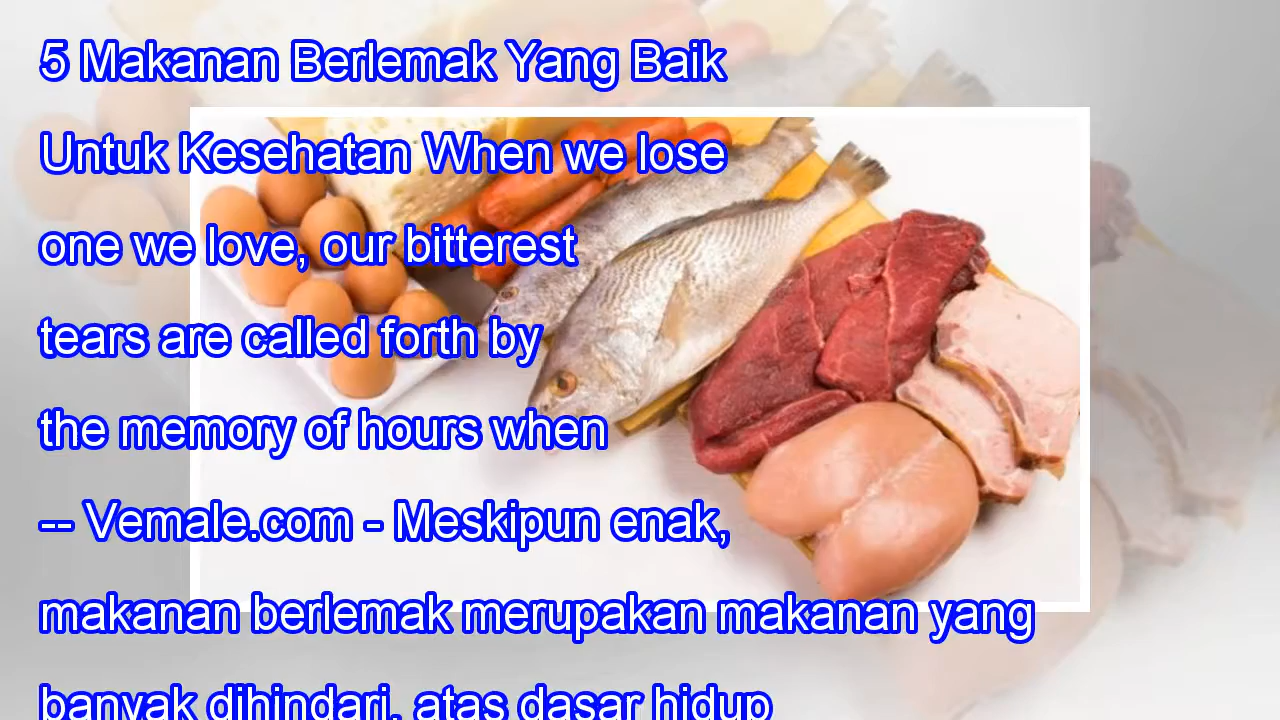 5 Makanan Berlemak Yang Baik
Untuk Kesehatan When we lose
one we love, our bitterest
tears are called forth by
the memory of hours when
-- Vemale.com - Meskipun enak,
makanan berlemak merupakan makanan yang
banyak dihindari, atas dasar hidup